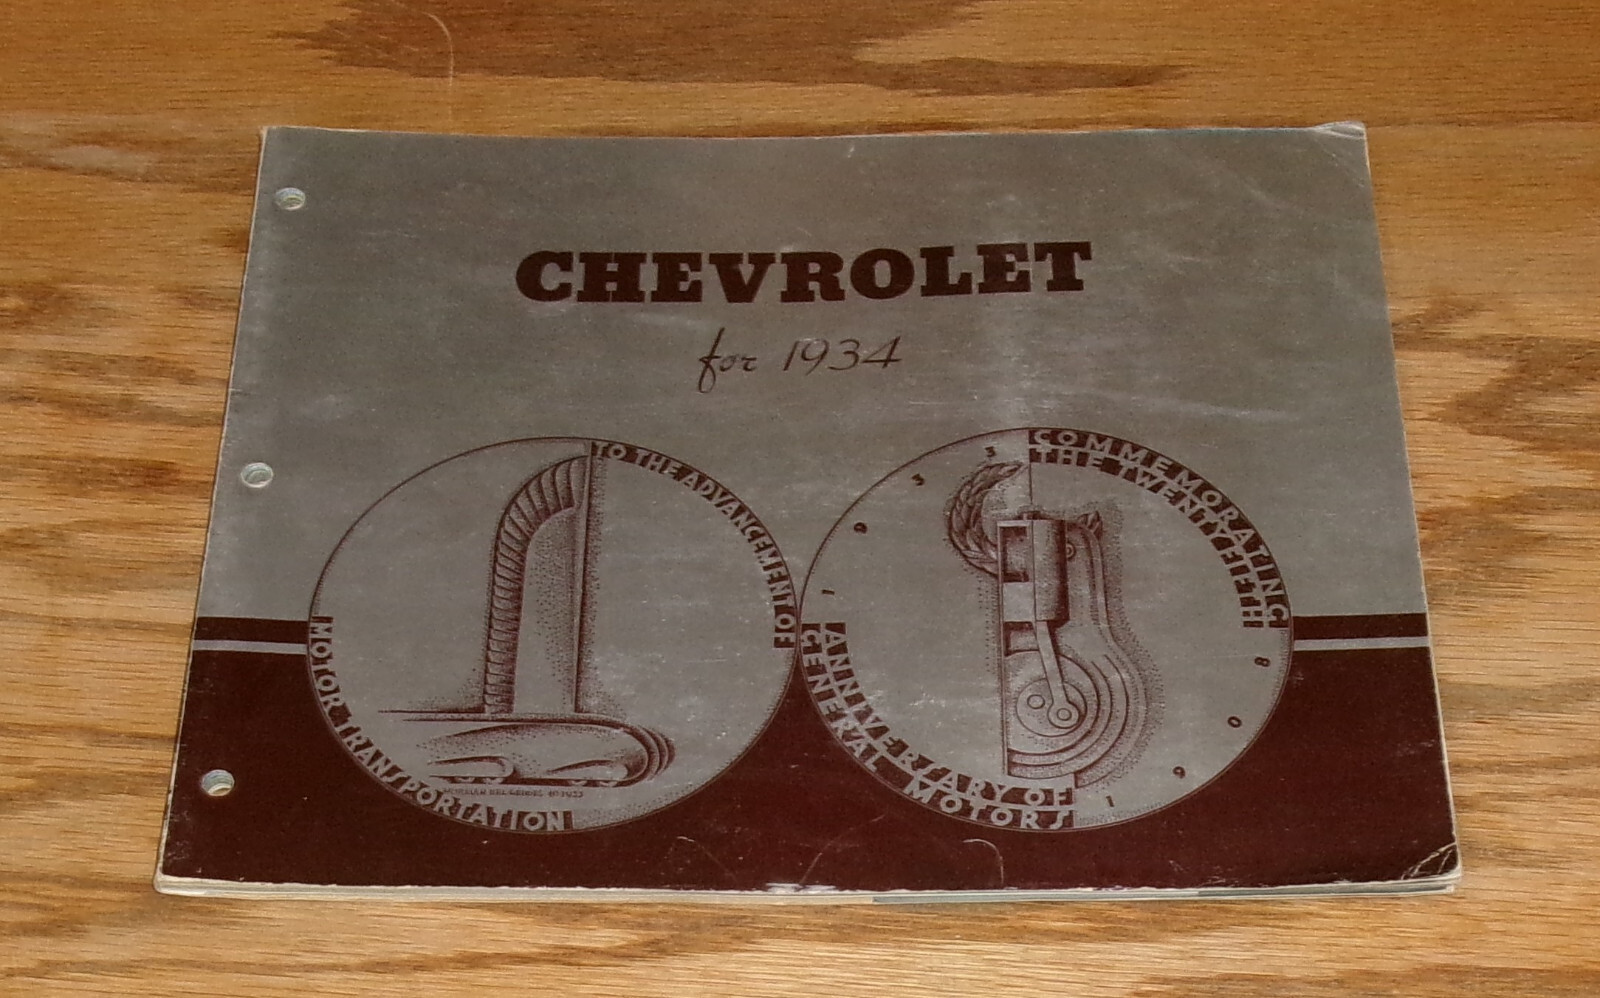 CHEVROLET
for 1934
TO THE ADVANCEMENT OF
MOTOR TRANSPORTATION
COMMEMORATING
THE TWENTY FIFTH
ANNIVERSARY OF
GENERAL MOTORS
1908
1933